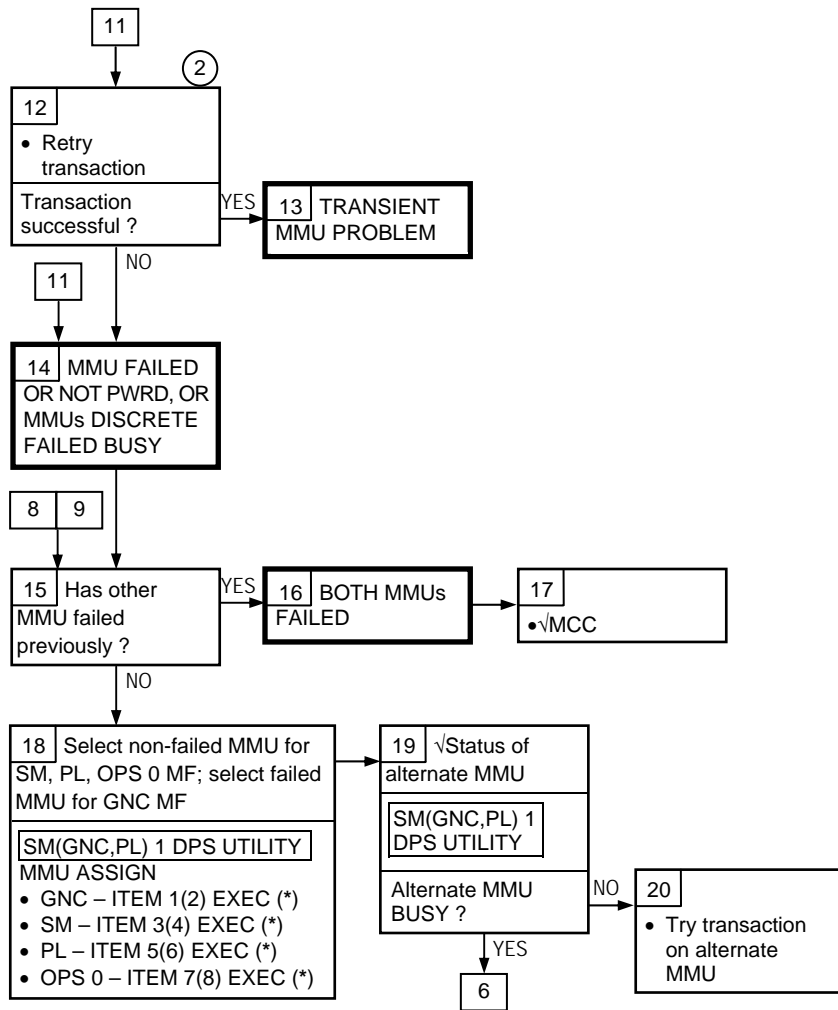 11
2
12
• Retry
transaction
Transaction
successful ?
YES
13 TRANSIENT
MMU PROBLEM
NO
11
14 MMU FAILED
OR NOT PWRD, OR
MMUs DISCRETE
FAILED BUSY
8 9
15 Has other
MMU failed
previously ?
YES
16 BOTH MMUs
FAILED
17
•√MCC
NO
18 Select non-failed MMU for
SM, PL, OPS 0 MF; select failed
MMU for GNC MF
SM(GNC,PL) 1 DPS UTILITY
MMU ASSIGN
• GNC – ITEM 1(2) EXEC (*)
• SM – ITEM 3(4) EXEC (*)
• PL – ITEM 5(6) EXEC (*)
• OPS 0 – ITEM 7(8) EXEC (*)
19 √Status of
alternate MMU
SM(GNC,PL) 1
DPS UTILITY
Alternate MMU
BUSY ?
NO
20
• Try transaction
on alternate
MMU
YES
6